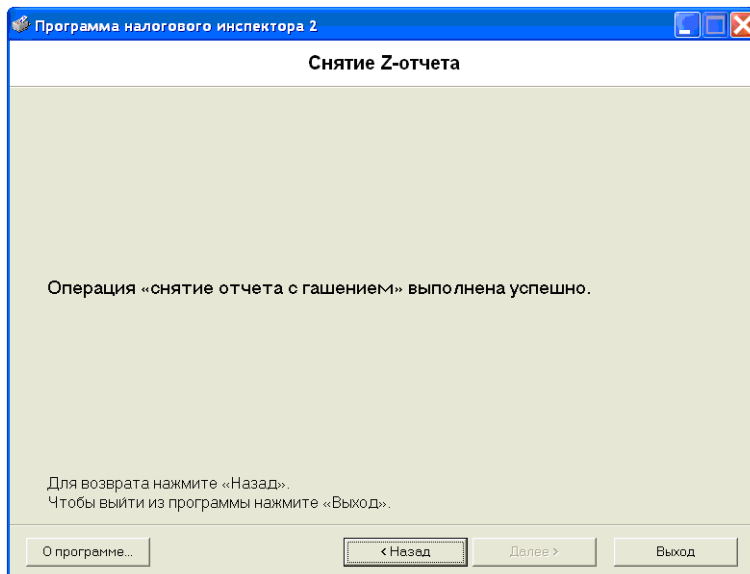 Программа налогового инспектора 2
Снятие Z-отчета
Операция «снятие отчета с гашением» выполнена успешно.
Для возврата нажмите «Назад».
Чтобы выйти из программы нажмите «Выход».
О программе...
< Назад
Далее >
Выход